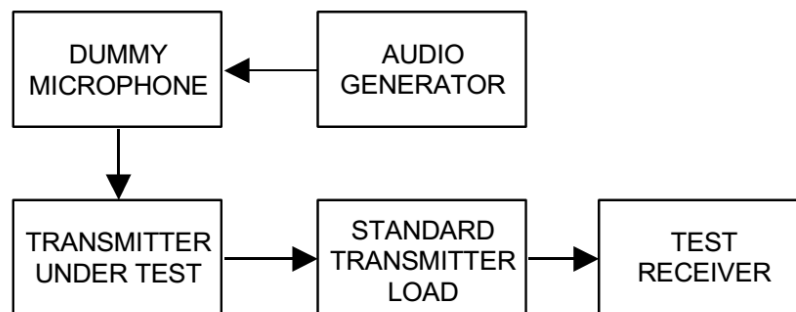 DUMMY
MICROPHONE
AUDIO
GENERATOR
TRANSMITTER
UNDER TEST
STANDARD
TRANSMITTER
LOAD
TEST
RECEIVER